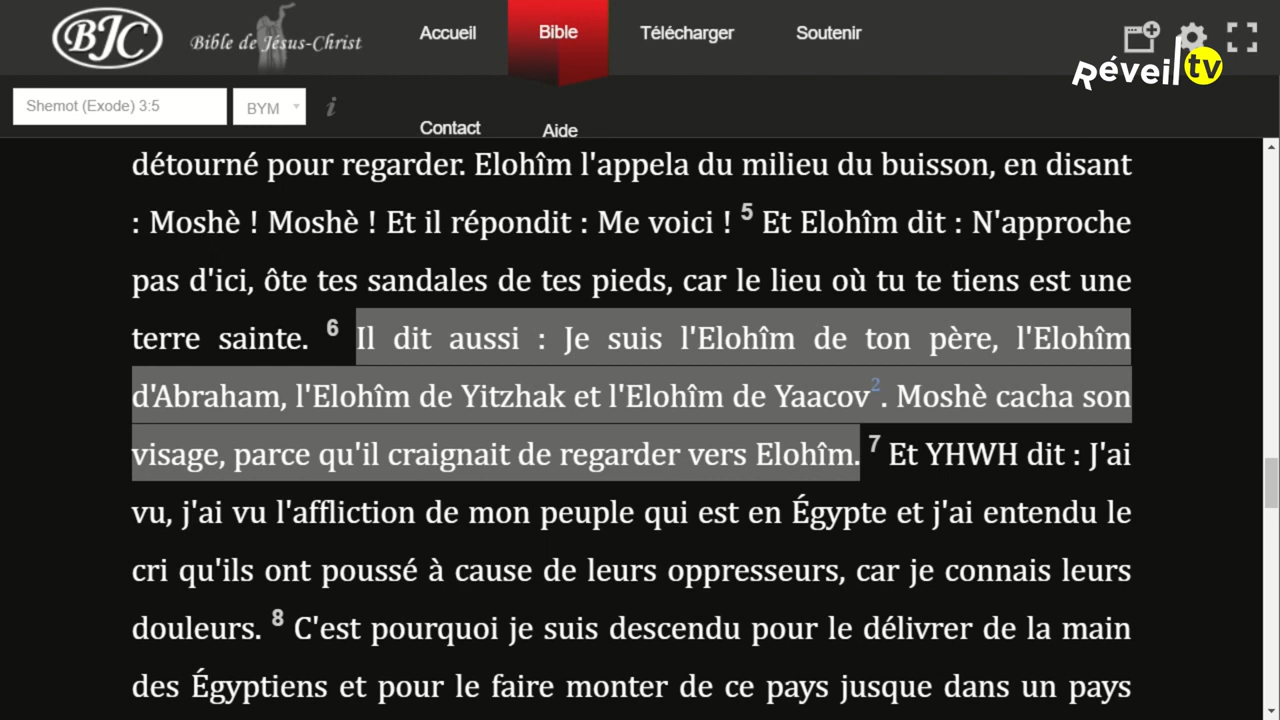 BJC
Bible de Jésus-Christ
Accueil
Bible
Télécharger
Soutenir
Réveil tv
Shemot (Exode) 3:5
BYM
i
Contact
Aide
détourné pour regarder. Elohîm l'appela du milieu du buisson, en disant
: Moshè ! Moshè ! Et il répondit : Me voici ! 5 Et Elohîm dit : N'approche
pas d'ici, ôte tes sandales de tes pieds, car le lieu où tu te tiens est une
terre sainte. 6 Il dit aussi : Je suis l'Elohîm de ton père, l'Elohîm
d'Abraham, l'Elohîm de Yitzhak et l'Elohîm de Yaacov2. Moshè cacha son
visage, parce qu'il craignait de regarder vers Elohîm. 7 Et YHWH dit : J'ai
vu, j'ai vu l'affliction de mon peuple qui est en Égypte et j'ai entendu le
cri qu'ils ont poussé à cause de leurs oppresseurs, car je connais leurs
douleurs. 8 C'est pourquoi je suis descendu pour le délivrer de la main
des Égyptiens et pour le faire monter de ce pays jusque dans un pays